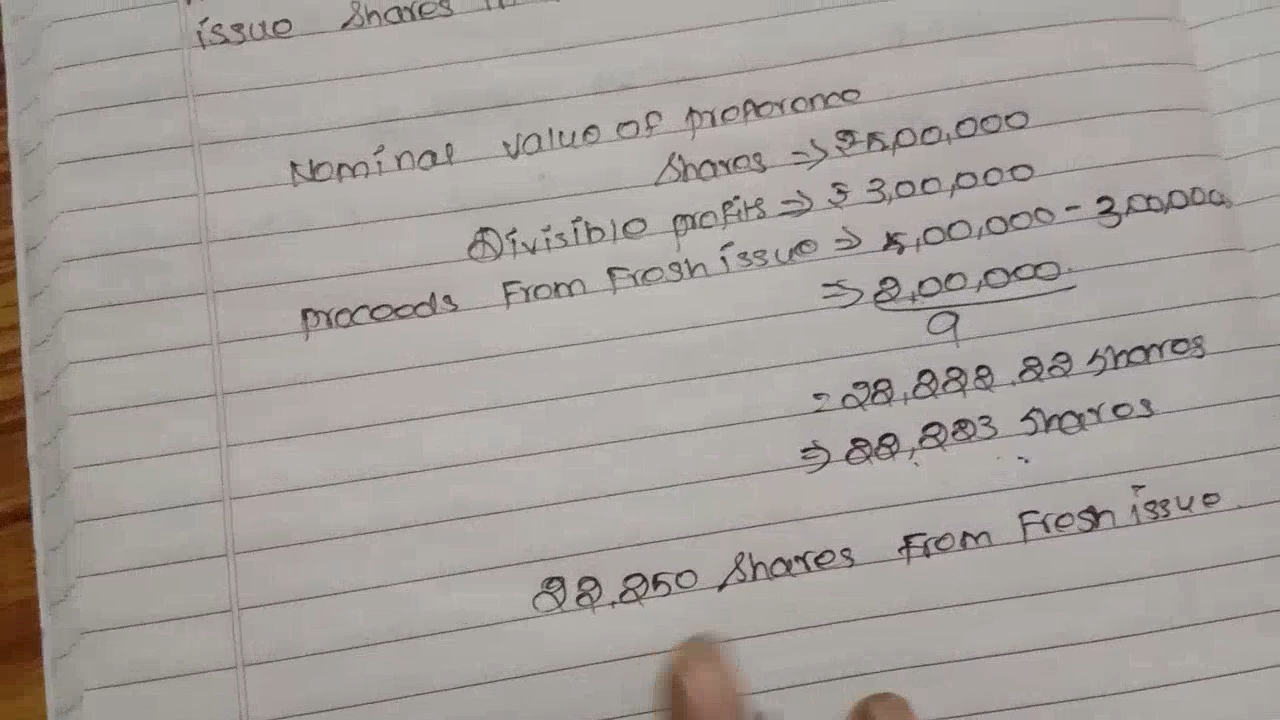 issue Shares
Nominal value of preference
Shares ⇒ ₹5,00,000
Divisible profits ⇒ ₹ 3,00,000
proceeds From Fresh issue ⇒ 5,00,000 - 3,00,000
⇒ 2,00,000
9
= 22,222.22 Shares
⇒ 22,223 Shares
22,250 Shares From Fresh issue